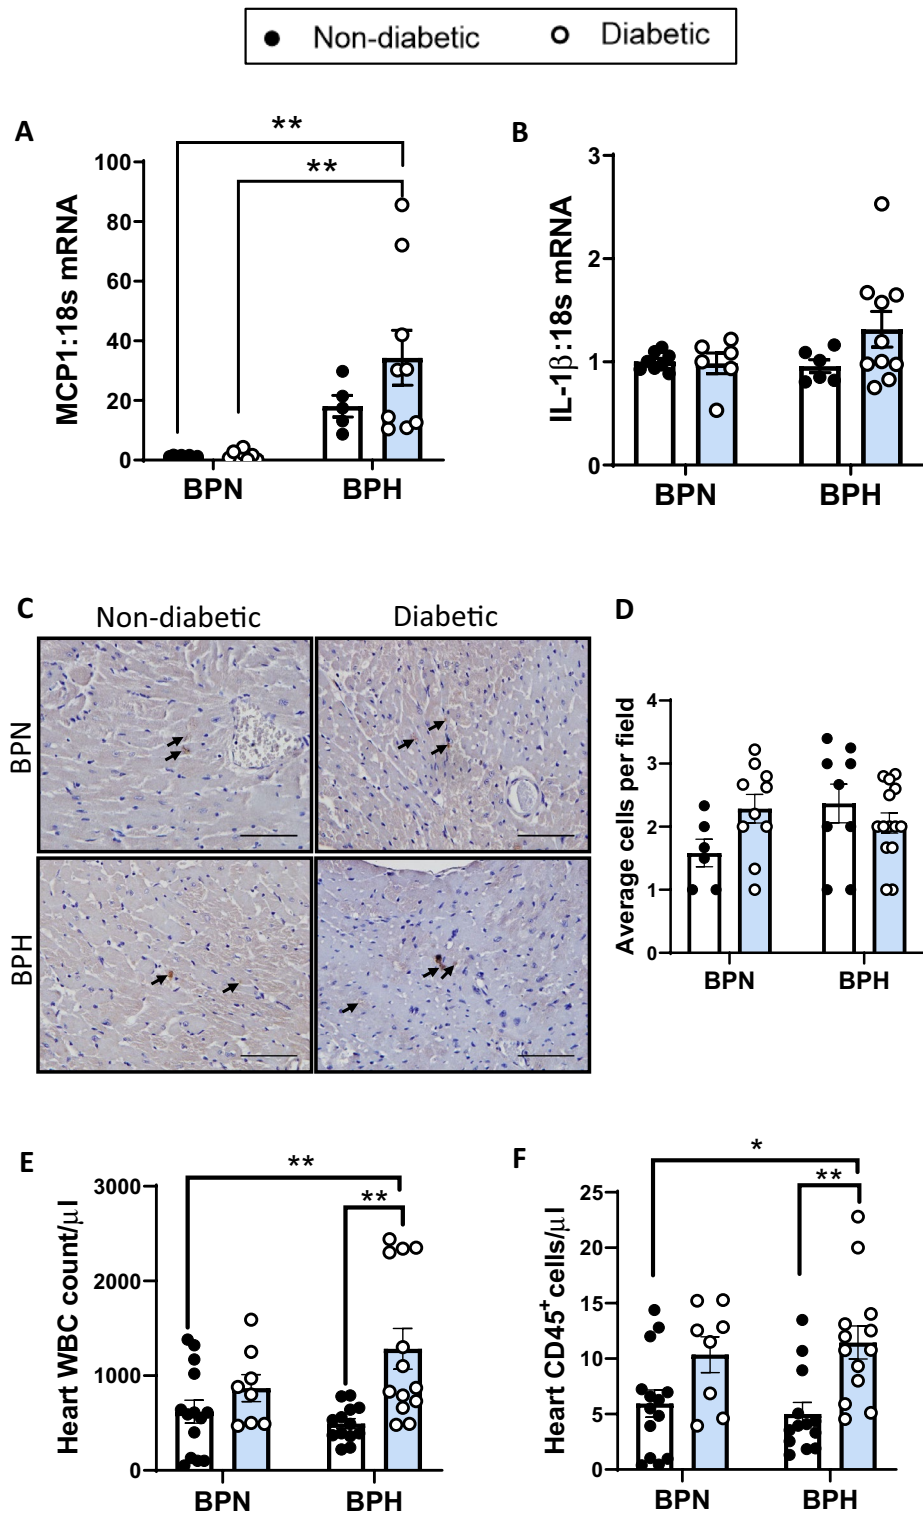 Non-diabetic Diabetic
A
**
**
MCP1:18s mRNA
100
80
60
40
20
0
BPN BPH
B
IL-1β:18s mRNA
3
2
1
0
BPN BPH
C
Non-diabetic Diabetic
BPN
BPH
D
Average cells per field
4
3
2
1
0
BPN BPH
E
**
**
Heart WBC count/μl
3000
2000
1000
0
BPN BPH
F
*
**
Heart CD45⁺ cells/μl
25
20
15
10
5
0
BPN BPH